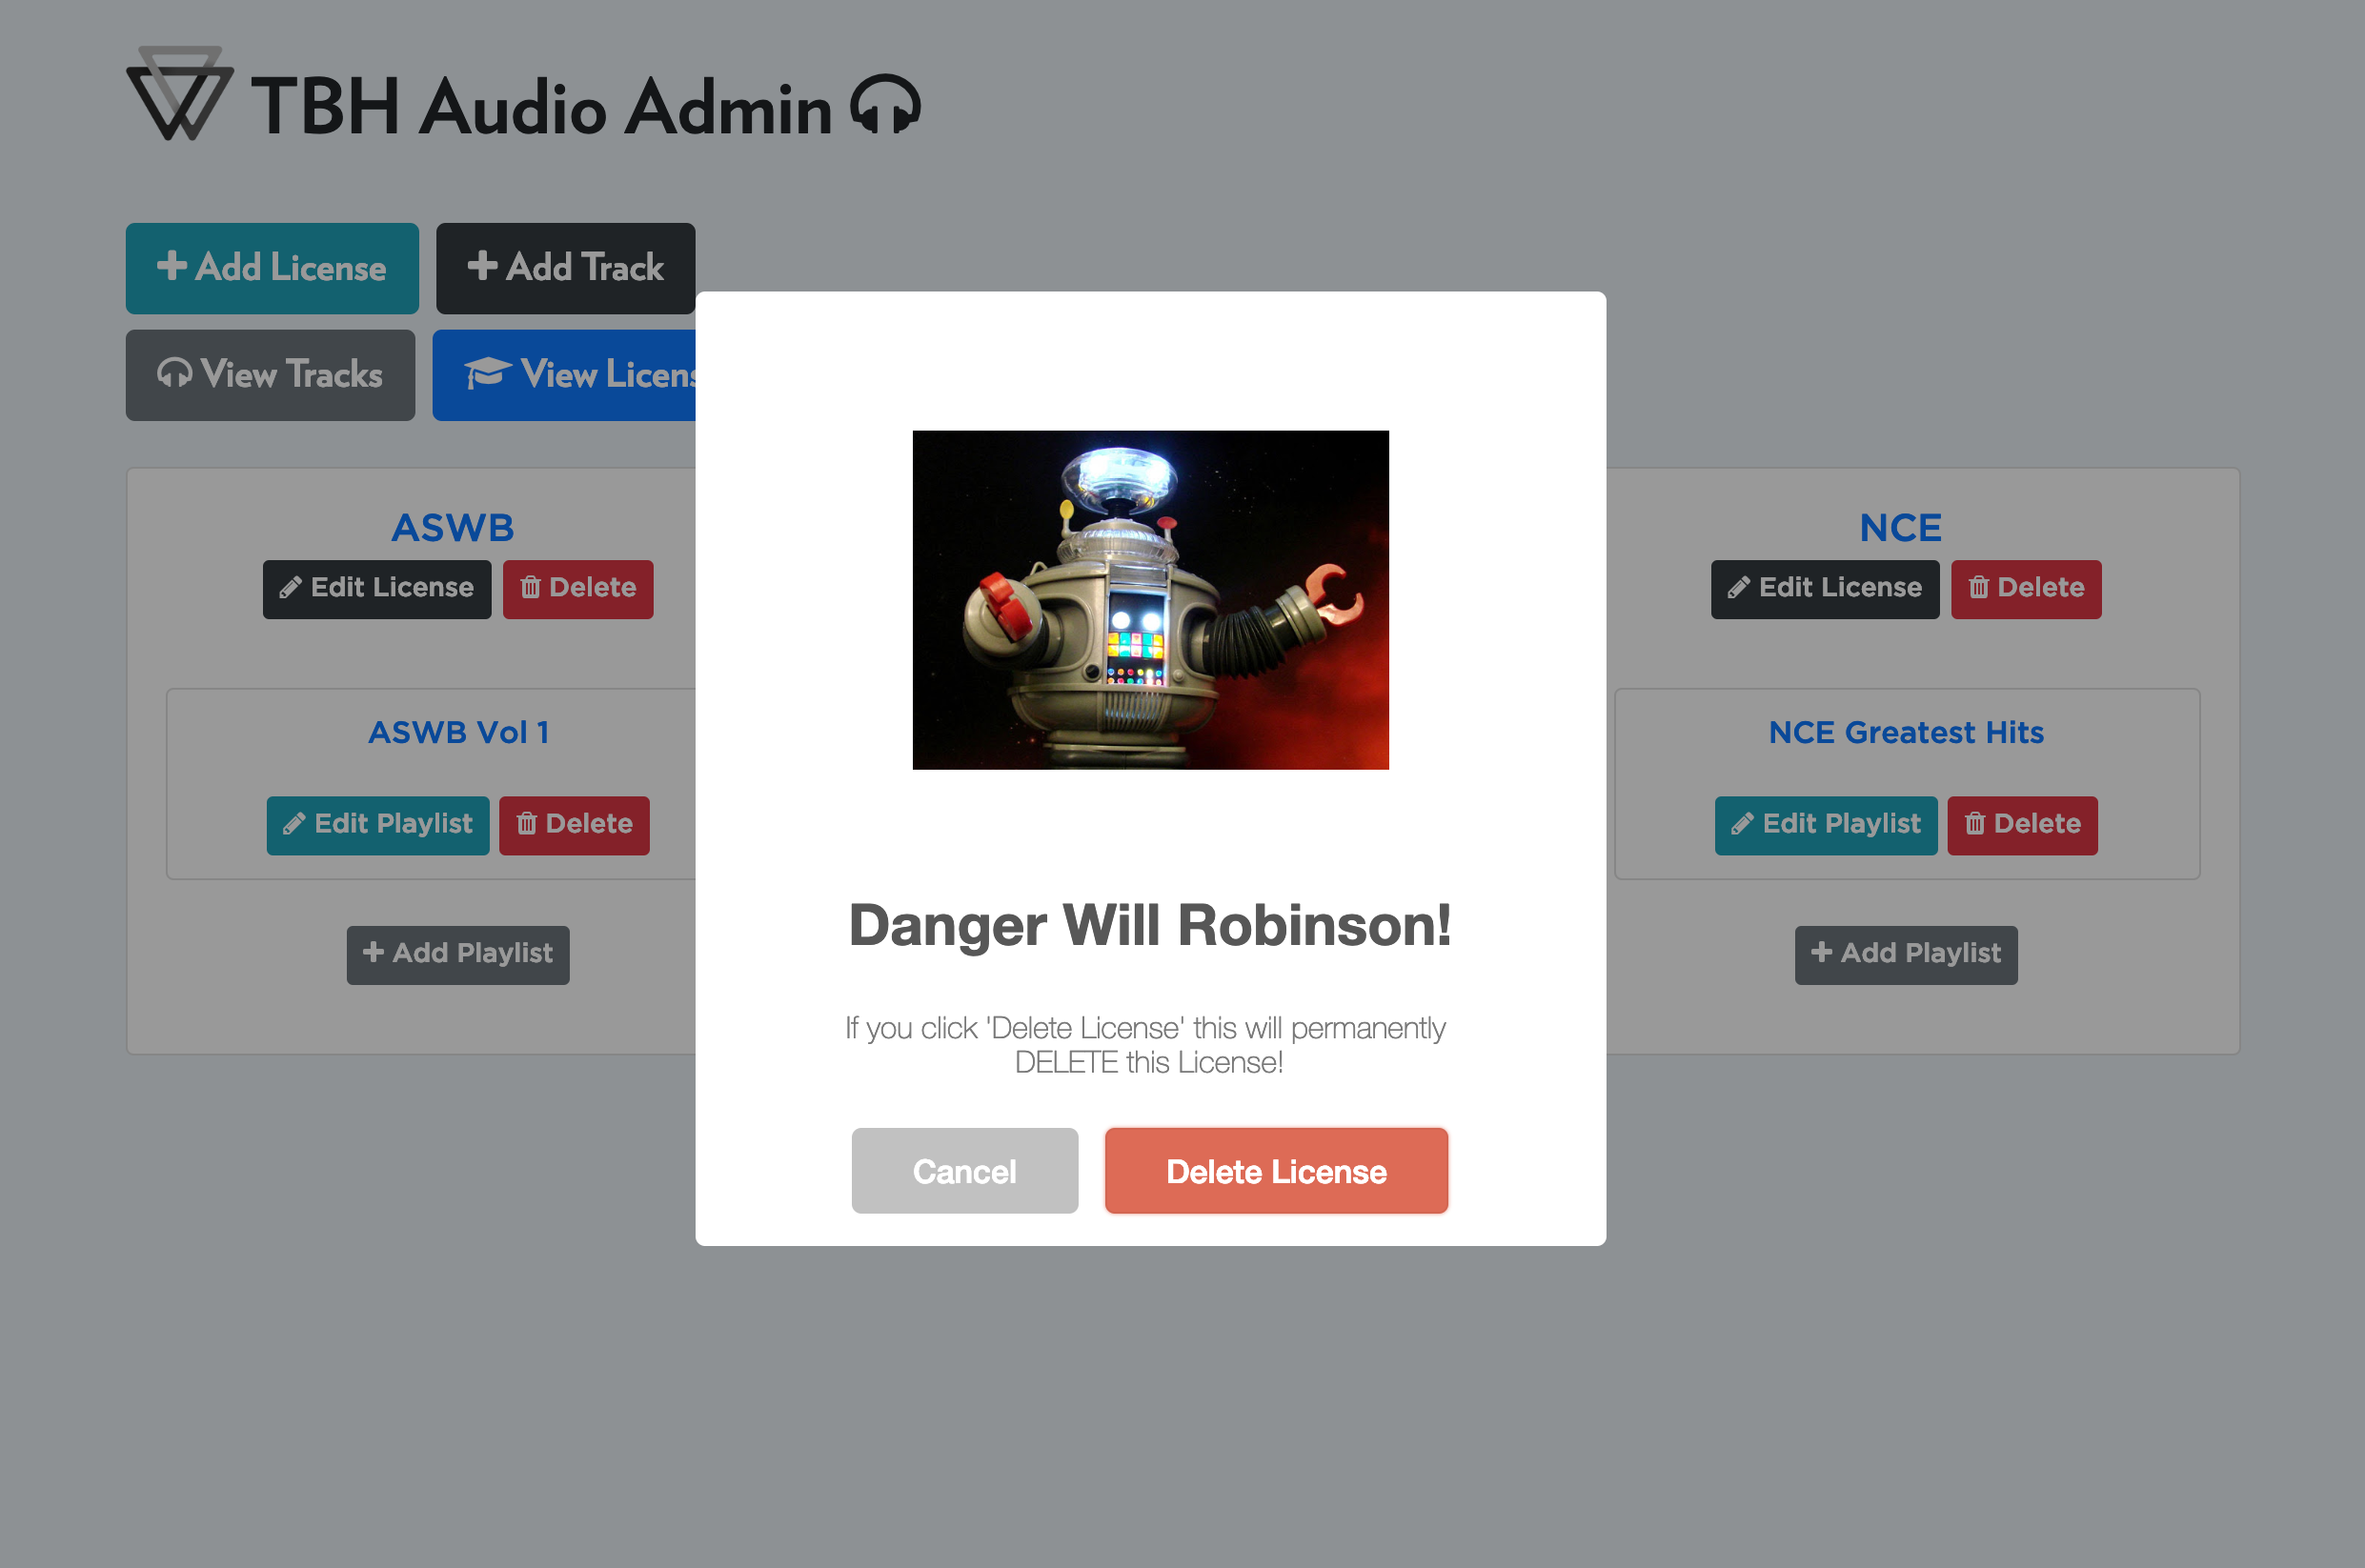 TBH Audio Admin
Add License
Add Track
View Tracks
View Licens
ASWB
Edit License
Delete
ASWB Vol 1
Edit Playlist
Delete
Add Playlist
Danger Will Robinson!
If you click 'Delete License' this will permanently
DELETE this License!
Cancel
Delete License
NCE
Edit License
Delete
NCE Greatest Hits
Edit Playlist
Delete
Add Playlist